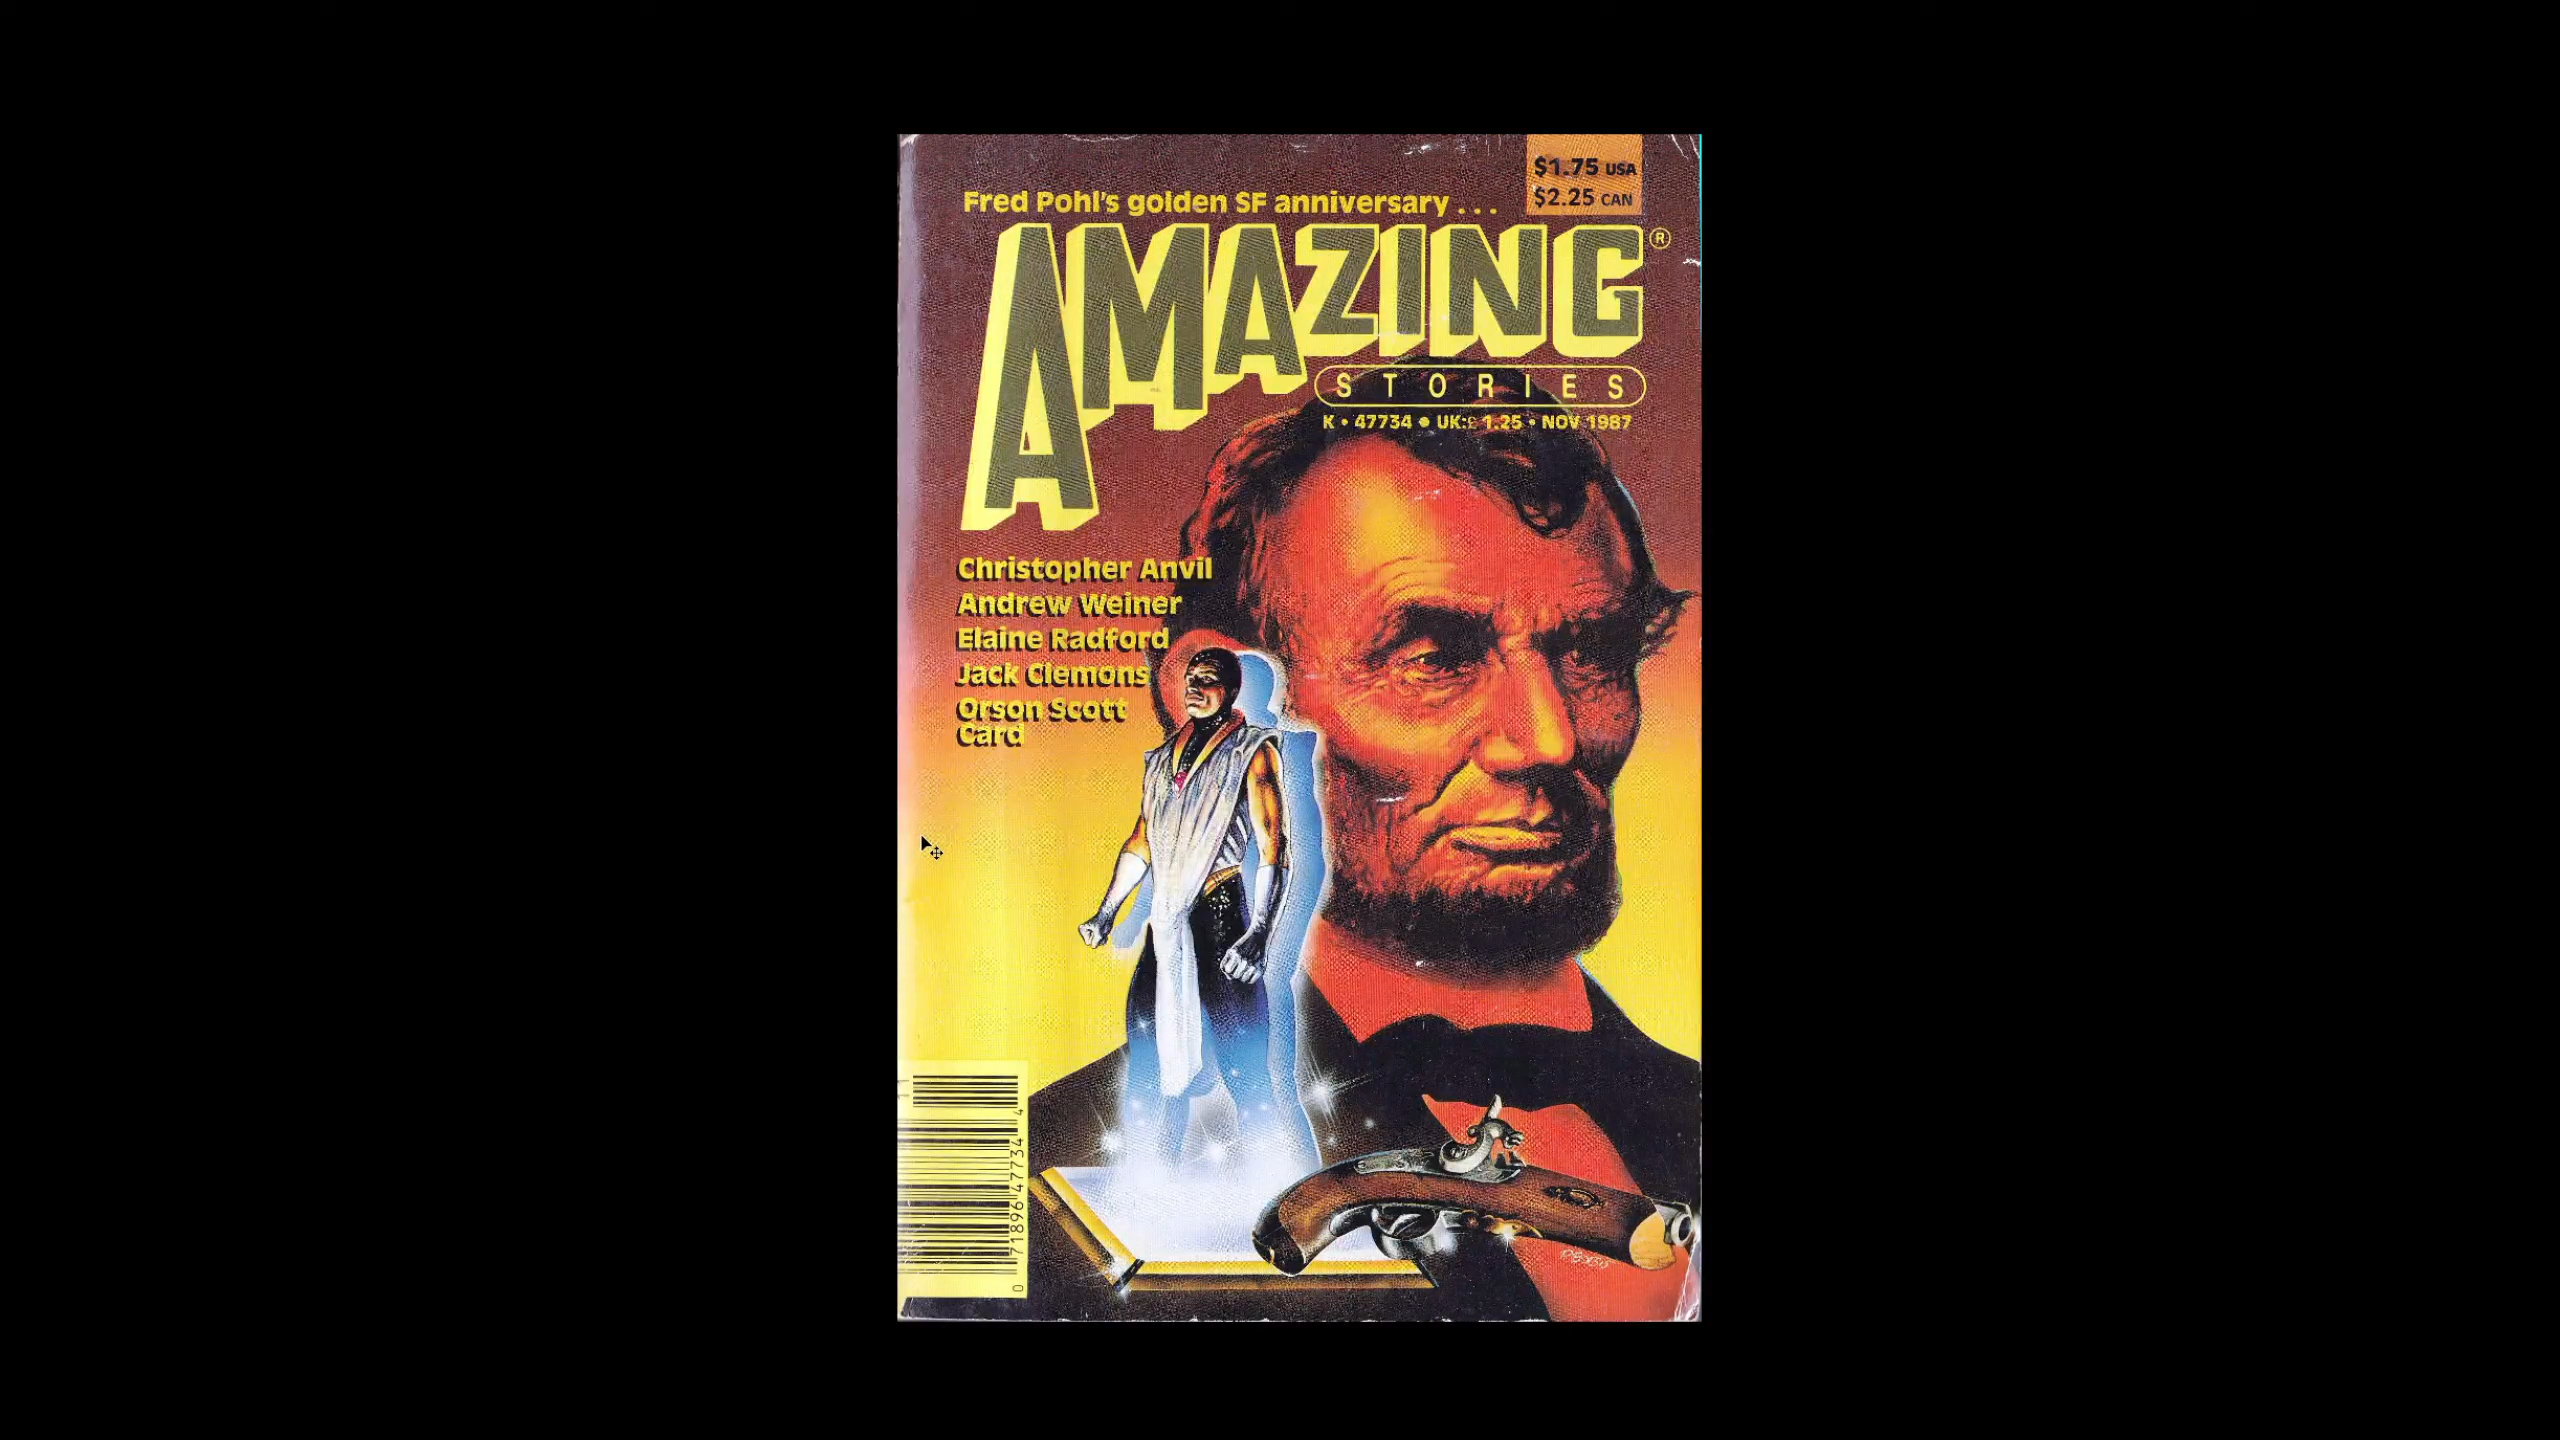 $1.75 USA
$2.25 CAN
Fred Pohl's golden SF anniversary . . .
AMAZING®
STORIES
K • 47734 • UK:£ 1.25 • NOV 1987
Christopher Anvil
Andrew Weiner
Elaine Radford
Jack Clemons
Orson Scott
Card
0 71896 47734 4
11